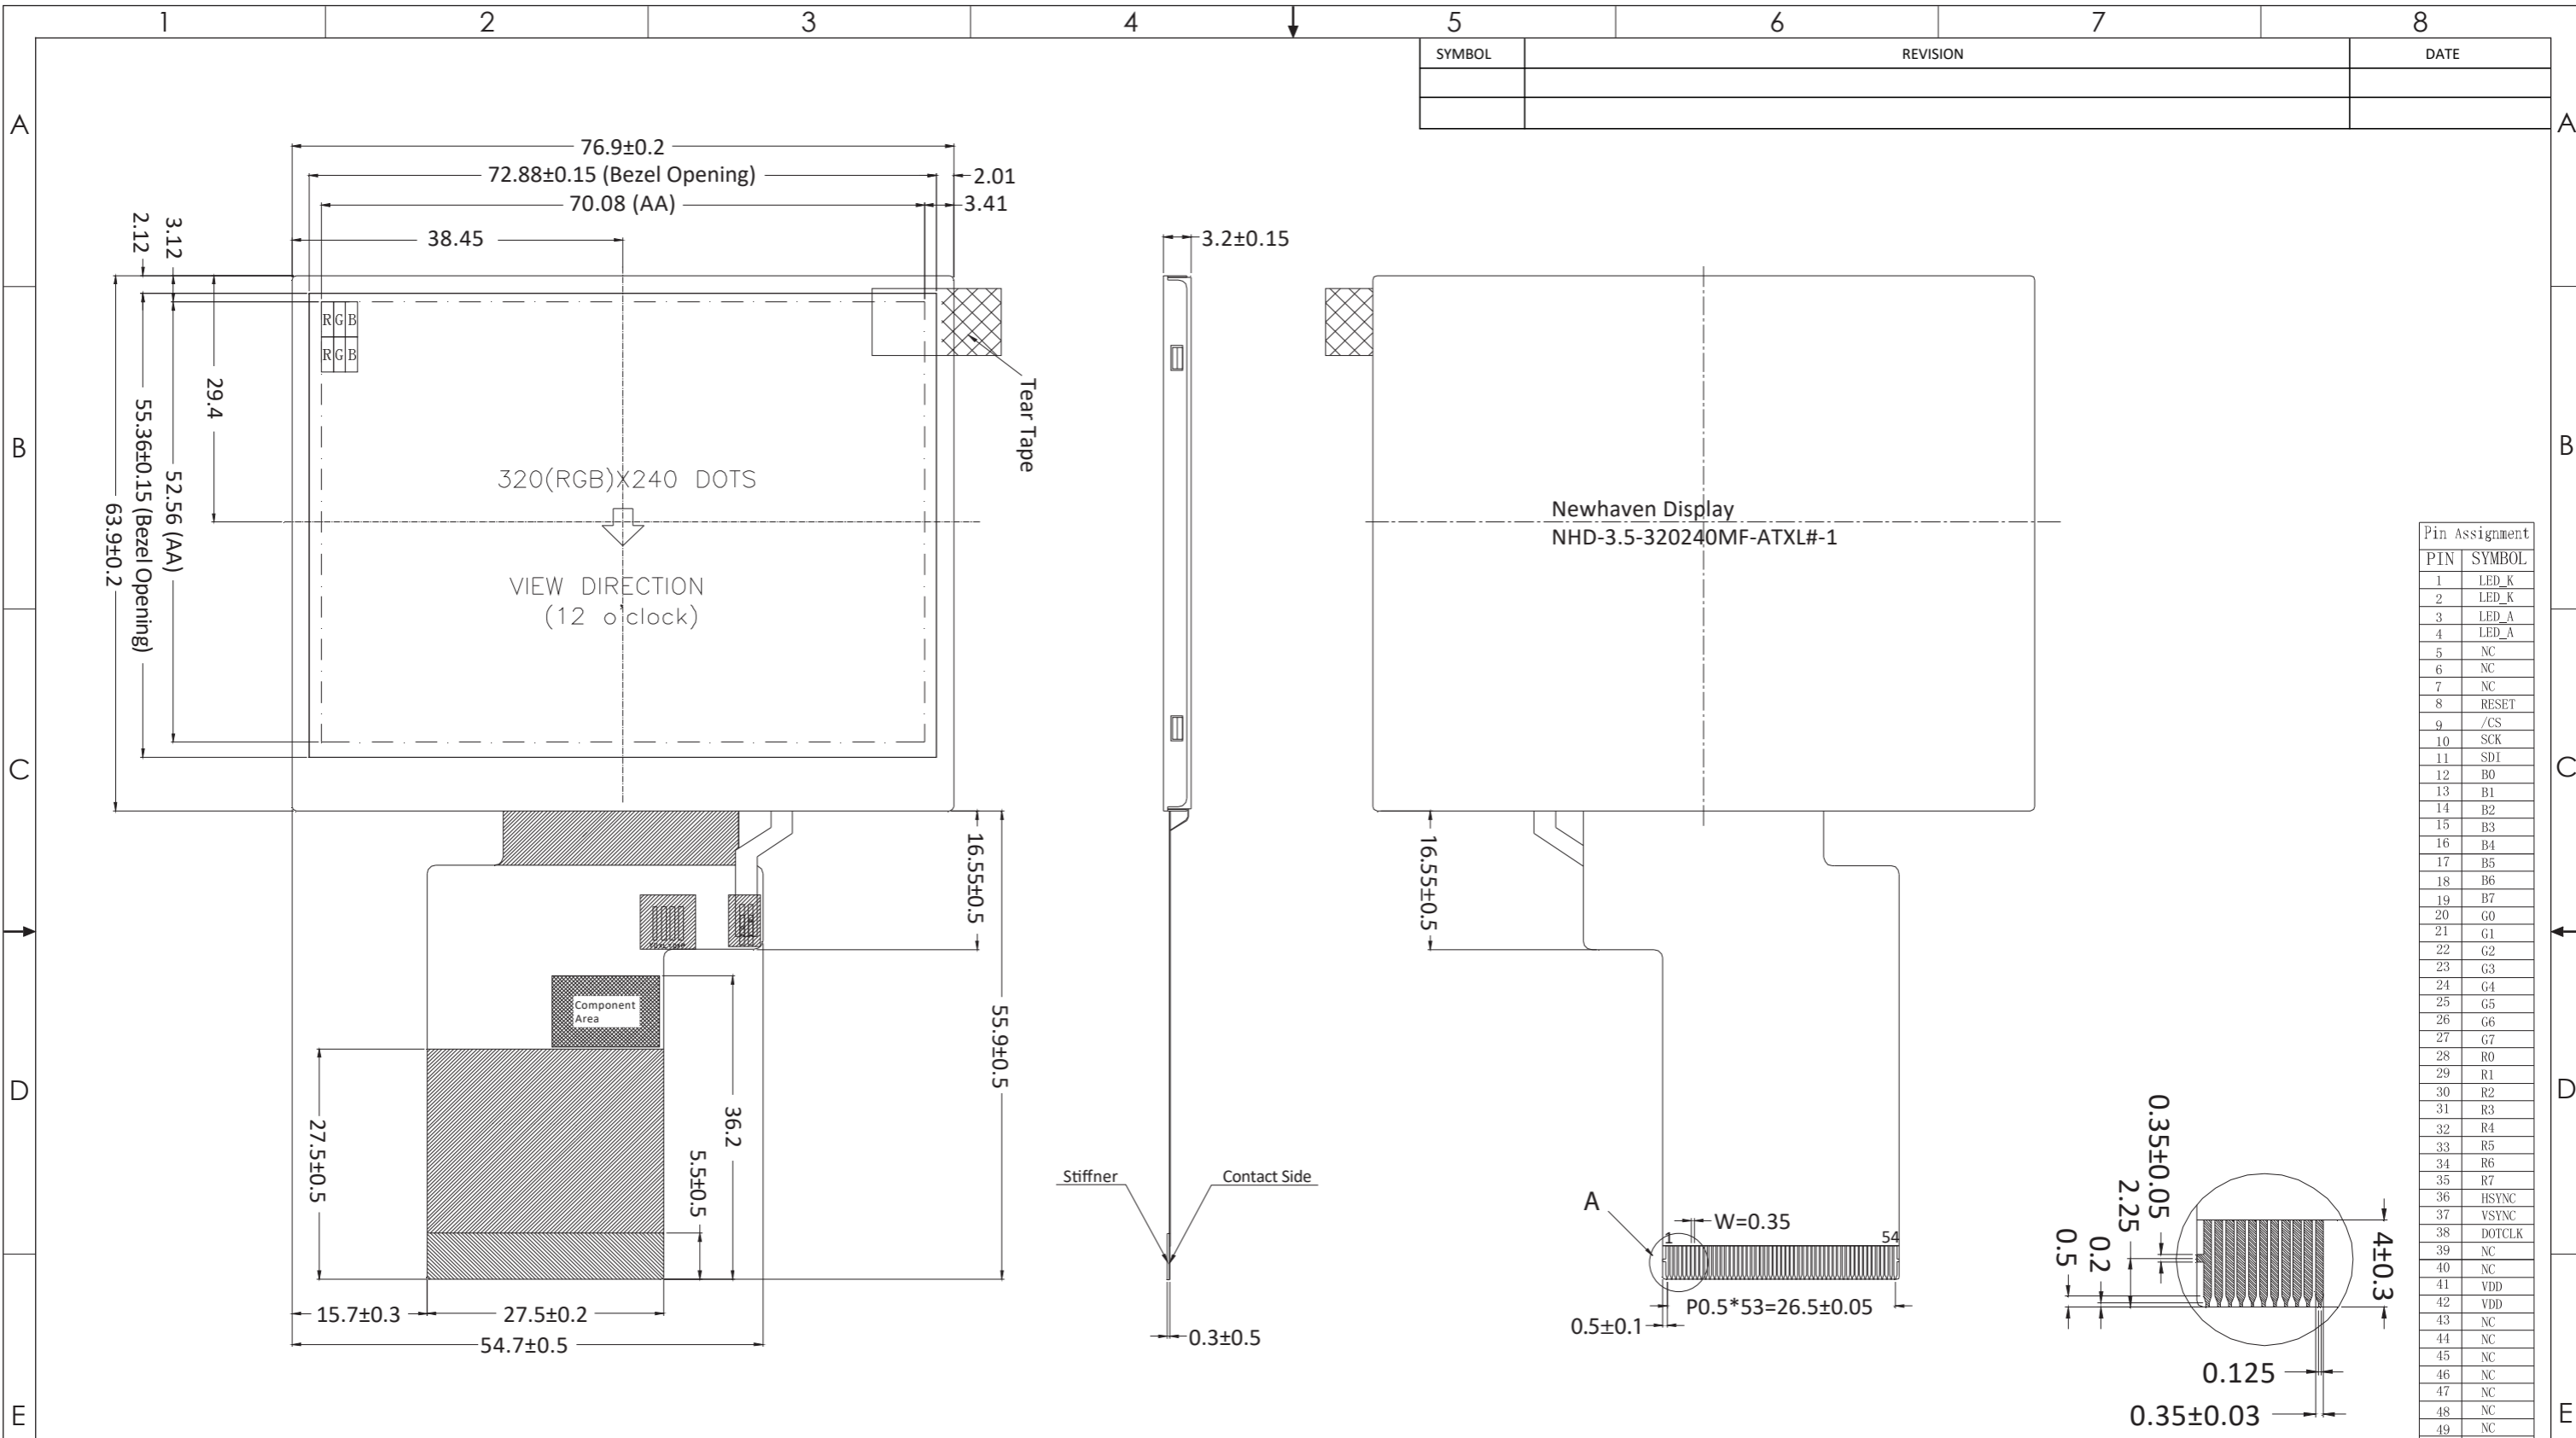 1 2 3 4 5 6 7 8
SYMBOL REVISION DATE
A A
B B
C C
D D
E E
76.9±0.2
72.88±0.15 (Bezel Opening)
2.01
70.08 (AA)
3.41
38.45
3.12
2.12
29.4
52.56 (AA)
55.36±0.15 (Bezel Opening)
63.9±0.2
R G B
R G B
Tear Tape
320(RGB)X240 DOTS
VIEW DIRECTION
(12 o'clock)
16.55±0.5
55.9±0.5
Component
Area
36.2
5.5±0.5
27.5±0.5
15.7±0.3
27.5±0.2
54.7±0.5
3.2±0.15
Stiffner
Contact Side
0.3±0.5
Newhaven Display
NHD-3.5-320240MF-ATXL#-1
16.55±0.5
A
W=0.35
1 54
P0.5*53=26.5±0.05
0.5±0.1
0.35±0.05
2.25
0.2
0.5
4±0.3
0.125
0.35±0.03
Pin Assignment
PIN SYMBOL
1 LED_K
2 LED_K
3 LED_A
4 LED_A
5 NC
6 NC
7 NC
8 RESET
9 /CS
10 SCK
11 SDI
12 B0
13 B1
14 B2
15 B3
16 B4
17 B5
18 B6
19 B7
20 G0
21 G1
22 G2
23 G3
24 G4
25 G5
26 G6
27 G7
28 R0
29 R1
30 R2
31 R3
32 R4
33 R5
34 R6
35 R7
36 HSYNC
37 VSYNC
38 DOTCLK
39 NC
40 NC
41 VDD
42 VDD
43 NC
44 NC
45 NC
46 NC
47 NC
48 NC
49 NC